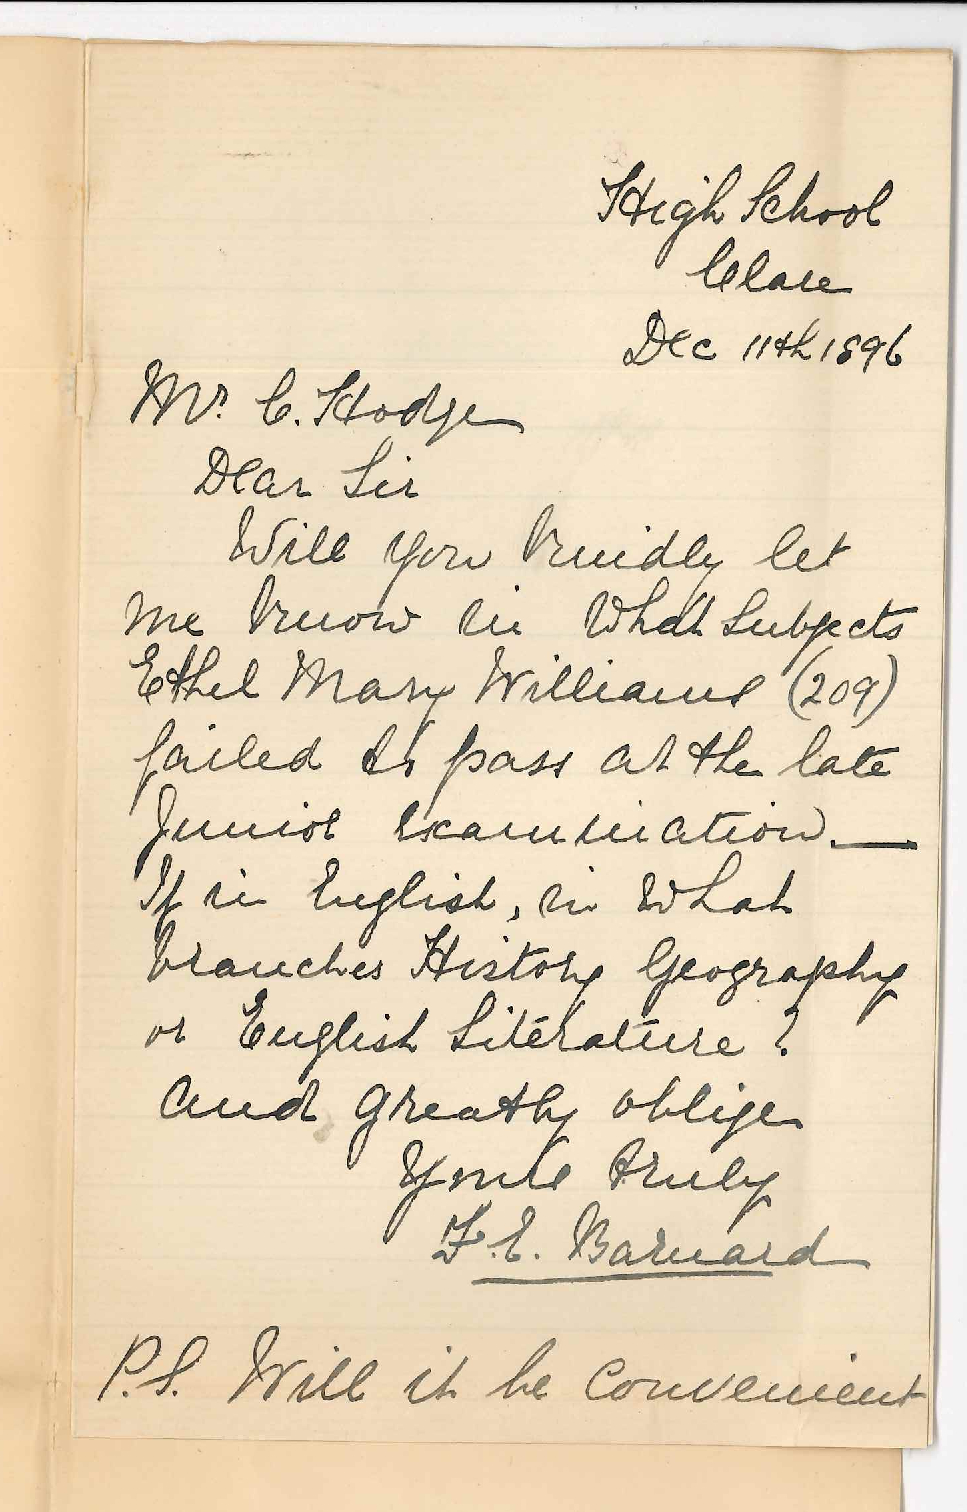 High School
Clare
Dec 11th 1896
Mr. C. Hodge
Dear Sir
Will you kindly let
me know in what subjects
Ethel Mary Williams (209)
failed to pass at the late
Junior Examination.
If in English, in what
branches History Geography
or English Literature?
and greatly oblige
Yours truly
F. E. Barnard
P.S. Will it be convenient